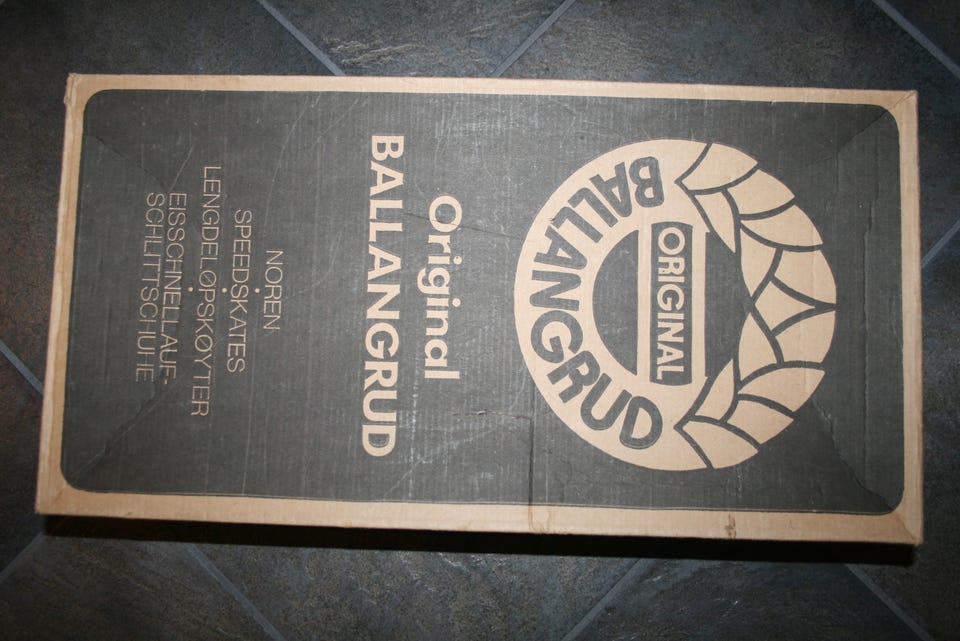 BALLANGRUD
ORIGINAL
Original
BALLANGRUD
NOREN
•
SPEEDSKATES
•
LENGDELØPSKØYTER
•
EISSCHNELLAUF-
SCHLITTSCHUHE